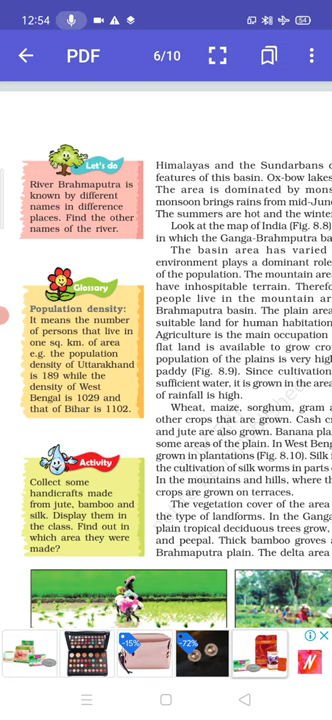 12:54
54
PDF
6/10
Let's do
River Brahmaputra is
known by different
names in difference
places. Find the other
names of the river.
Glossary
Population density:
It means the number
of persons that live in
one sq. km. of area
e.g. the population
density of Uttarakhand
is 189 while the
density of West
Bengal is 1029 and
that of Bihar is 1102.
Activity
Collect some
handicrafts made
from jute, bamboo and
silk. Display them in
the class. Find out in
which area they were
made?
Himalayas and the Sundarbans
features of this basin. Ox-bow lakes
The area is dominated by mons
monsoon brings rains from mid-Jun
The summers are hot and the winte
Look at the map of India (Fig. 8.8)
in which the Ganga-Brahmputra ba
The basin area has varied
environment plays a dominant role
of the population. The mountain are
have inhospitable terrain. Therefo
people live in the mountain ar
Brahmaputra basin. The plain area
suitable land for human habitation
Agriculture is the main occupation
flat land is available to grow crop
population of the plains is very high
paddy (Fig. 8.9). Since cultivation
sufficient water, it is grown in the area
of rainfall is high.
Wheat, maize, sorghum, gram a
other crops that are grown. Cash c
and jute are also grown. Banana pla
some areas of the plain. In West Beng
grown in plantations (Fig. 8.10). Silk i
the cultivation of silk worms in parts
In the mountains and hills, where th
crops are grown on terraces.
The vegetation cover of the area
the type of landforms. In the Ganga
plain tropical deciduous trees grow,
and peepal. Thick bamboo groves a
Brahmaputra plain. The delta area
-15%
-72%
N